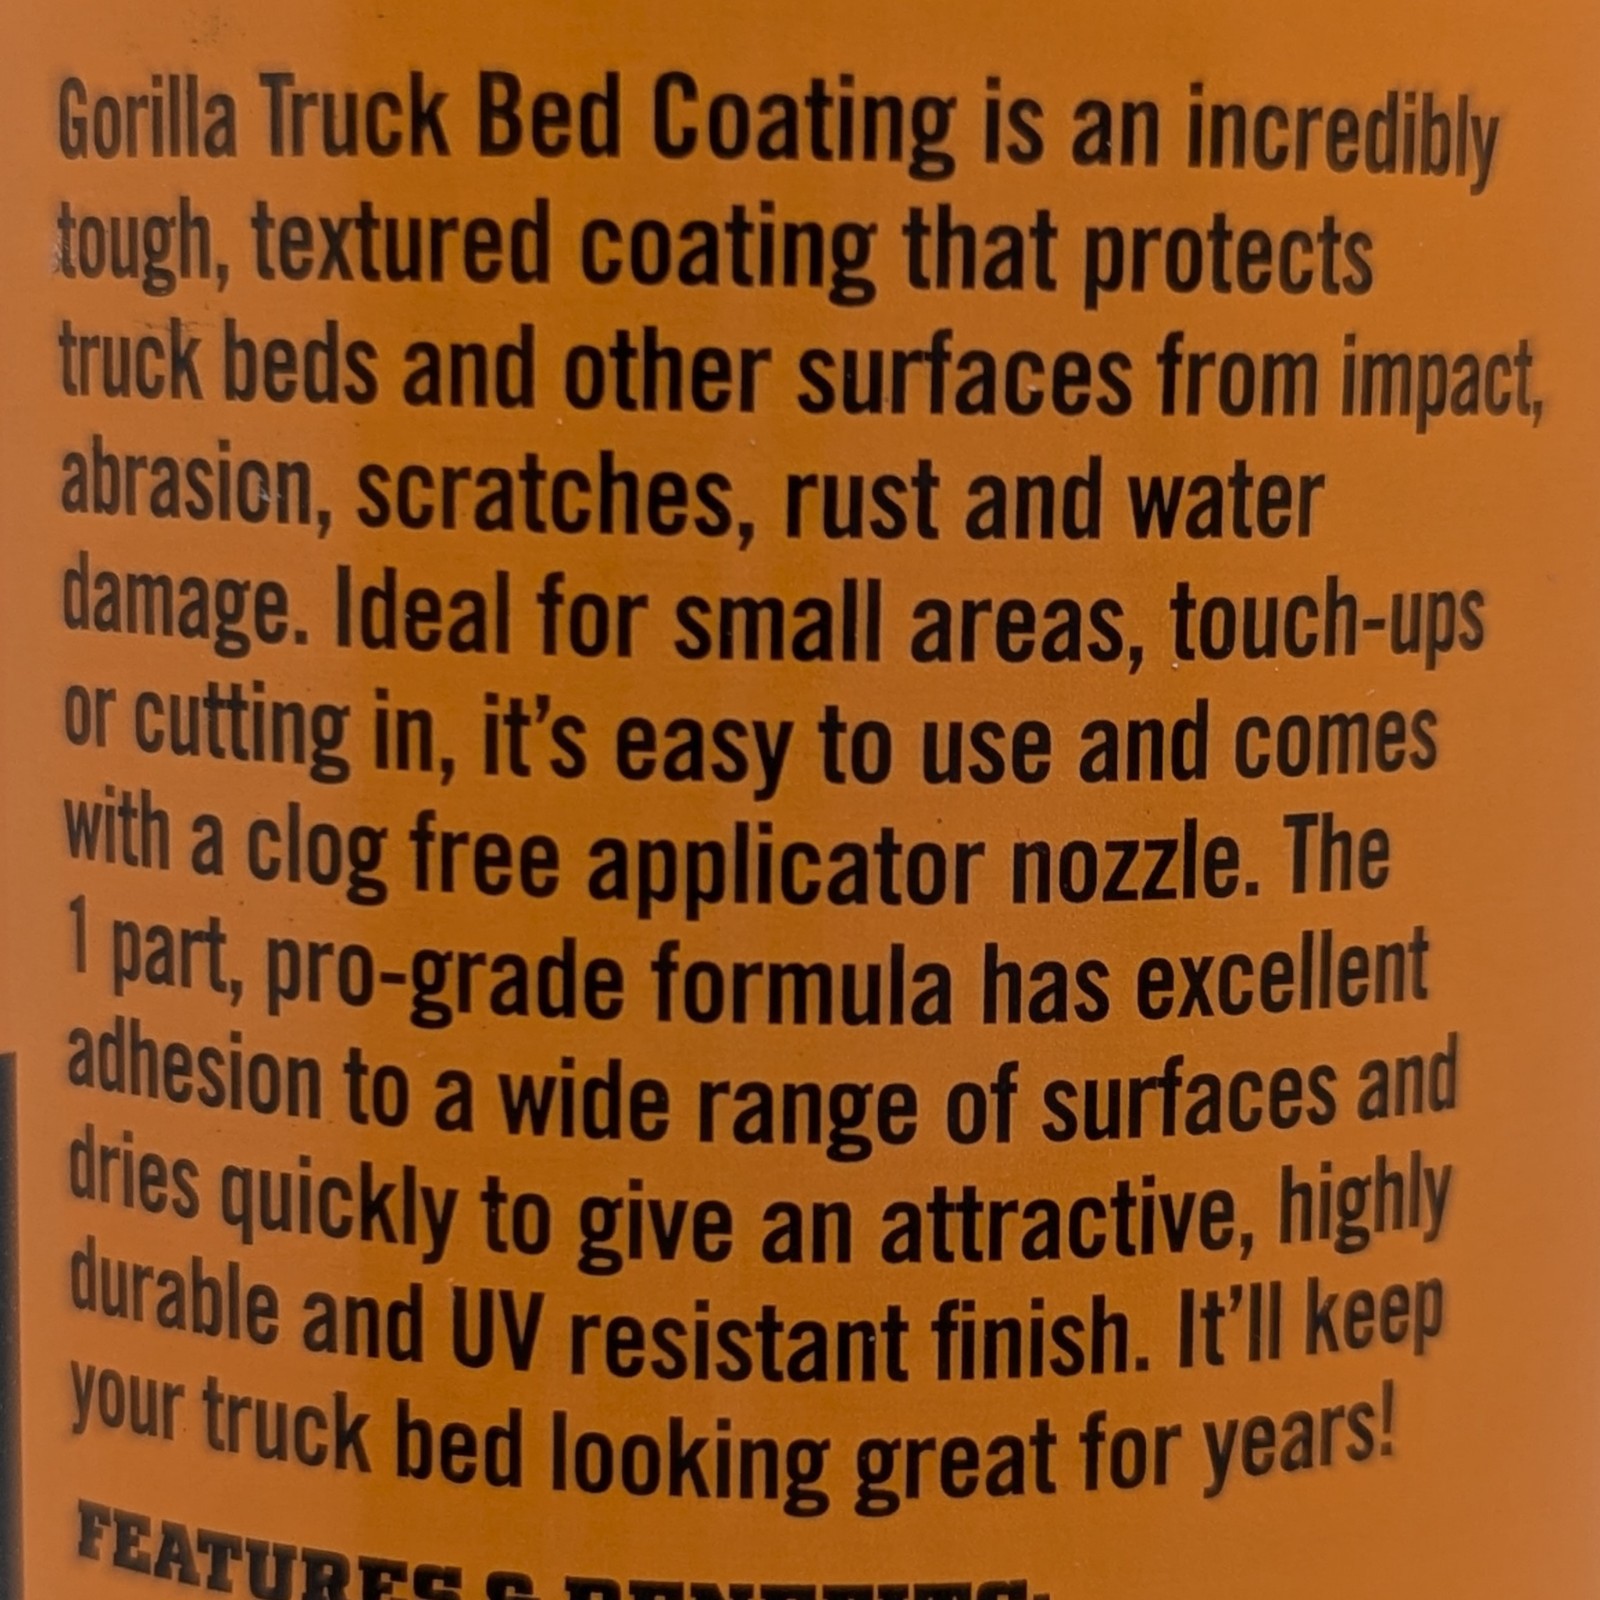 Gorilla Truck Bed Coating is an incredibly
tough, textured coating that protects
truck beds and other surfaces from impact,
abrasion, scratches, rust and water
damage. Ideal for small areas, touch-ups
or cutting in, it's easy to use and comes
with a clog free applicator nozzle. The
1 part, pro-grade formula has excellent
adhesion to a wide range of surfaces and
dries quickly to give an attractive, highly
durable and UV resistant finish. It'll keep
your truck bed looking great for years!
FEATURES & BENEFITS: